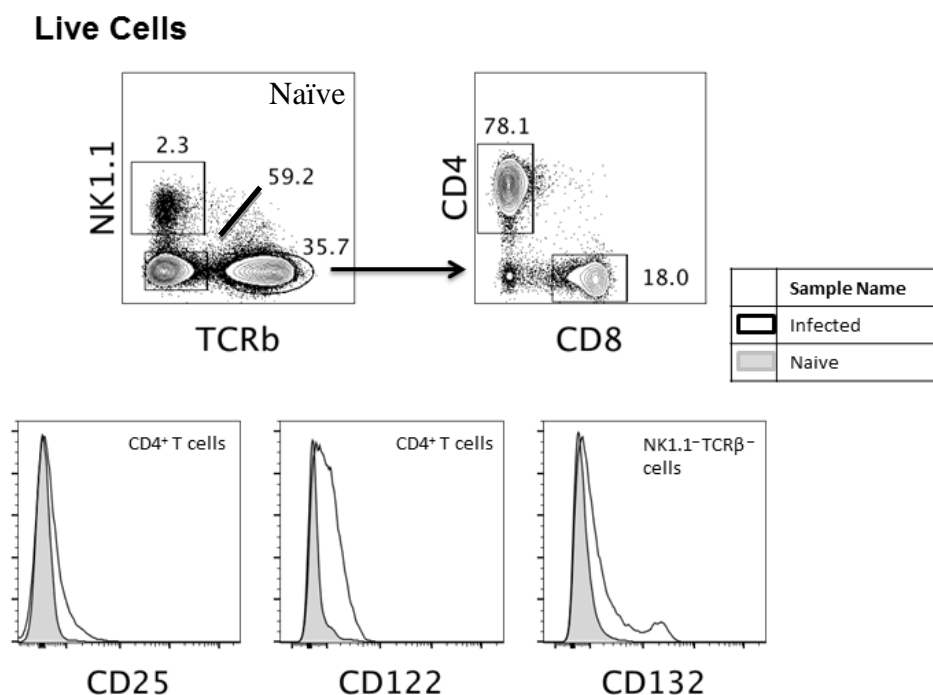 Live Cells
Naïve
NK1.1
2.3
59.2
35.7
TCRb
CD4
78.1
18.0
CD8
Sample Name
Infected
Naive
CD4⁺ T cells
CD25
CD4⁺ T cells
CD122
NK1.1⁻TCRβ⁻
cells
CD132